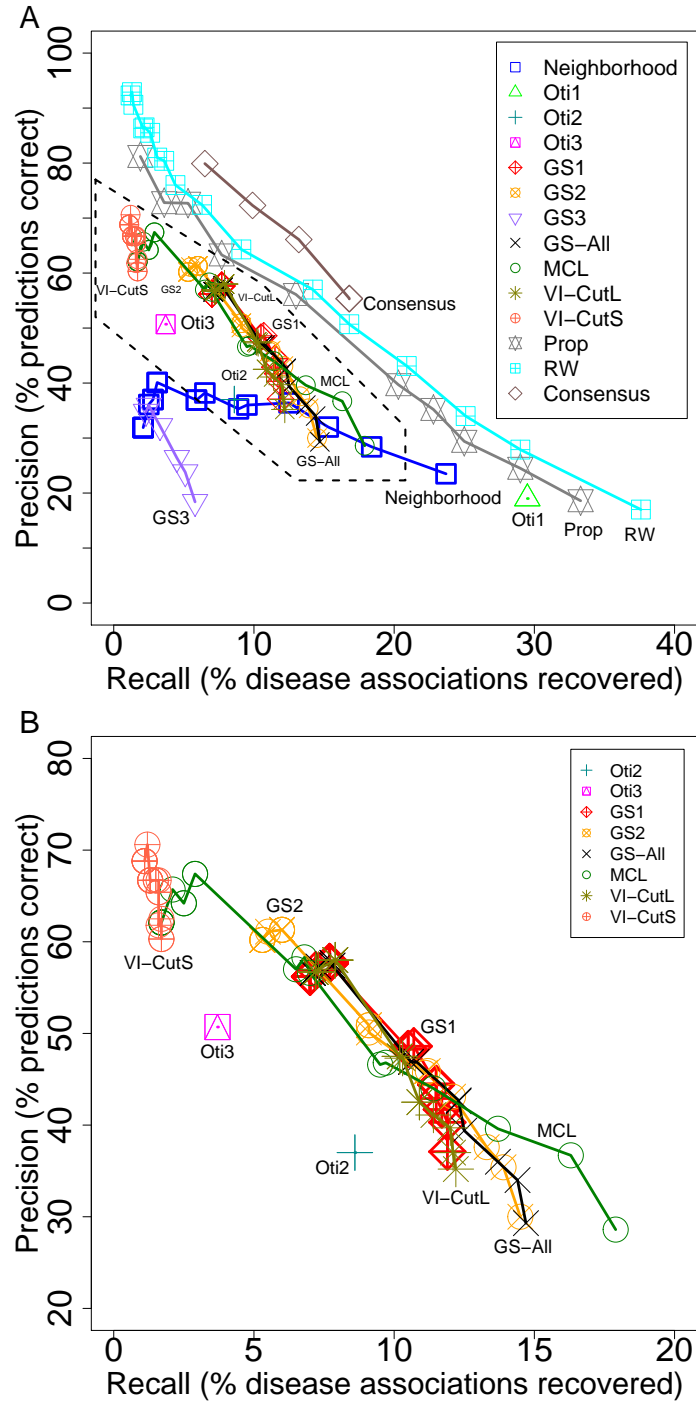 A
Precision (% predictions correct)
100
80
60
40
20
0
Neighborhood
Oti1
Oti2
Oti3
GS1
GS2
GS3
GS−All
MCL
VI−CutL
VI−CutS
Prop
RW
Consensus
Consensus
VI−CutS
GS2
VI−CutL
Oti3
GS1
Oti2
MCL
GS−All
GS3
Neighborhood
Oti1
Prop
RW
0 10 20 30 40
Recall (% disease associations recovered)
B
Precision (% predictions correct)
80
70
60
50
40
30
20
Oti2
Oti3
GS1
GS2
GS−All
MCL
VI−CutL
VI−CutS
GS2
VI−CutS
Oti3
GS1
MCL
Oti2
VI−CutL
GS−All
0 5 10 15 20
Recall (% disease associations recovered)